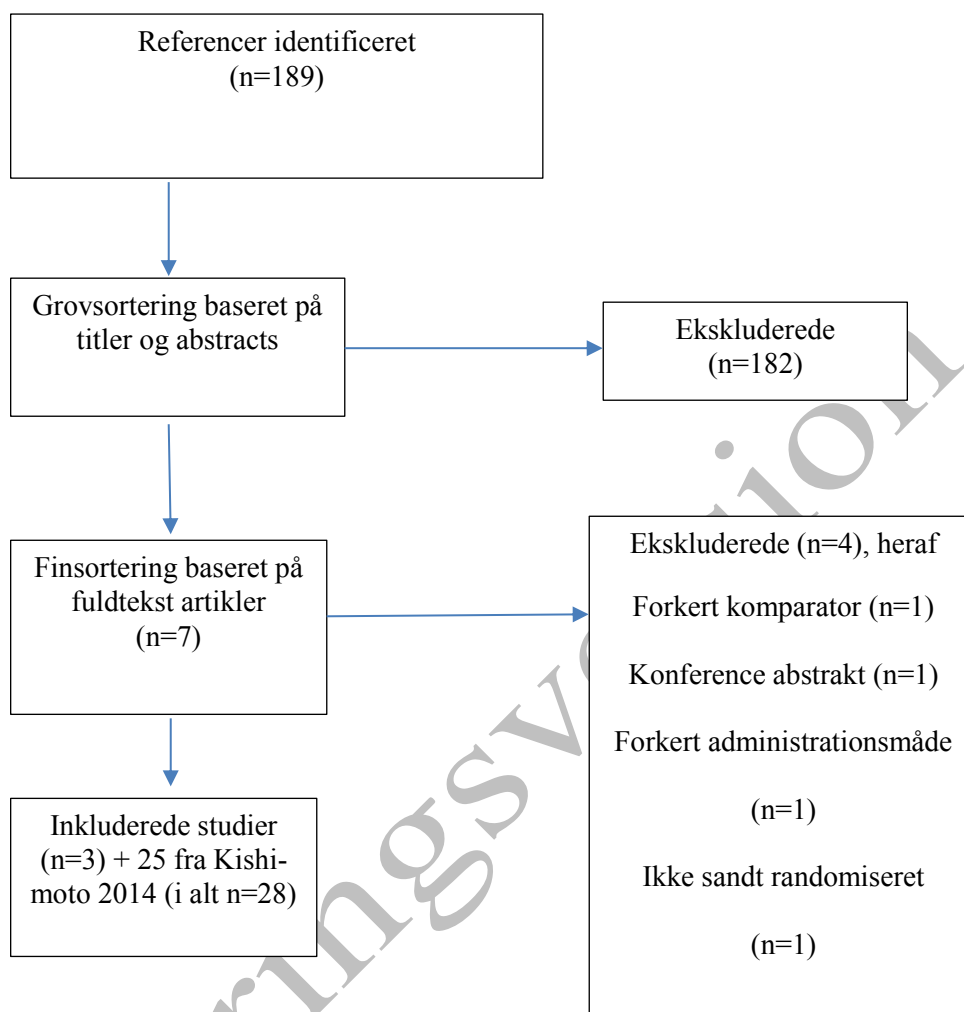 Referencer identificeret
(n=189)
Grovsortering baseret på
titler og abstracts
Ekskluderede
(n=182)
Finsortering baseret på
fuldtekst artikler
(n=7)
Ekskluderede (n=4), heraf
Forkert komparator (n=1)
Konference abstrakt (n=1)
Forkert administrationsmåde
(n=1)
Ikke sandt randomiseret
(n=1)
Inkluderede studier
(n=3) + 25 fra Kishi-
moto 2014 (i alt n=28)